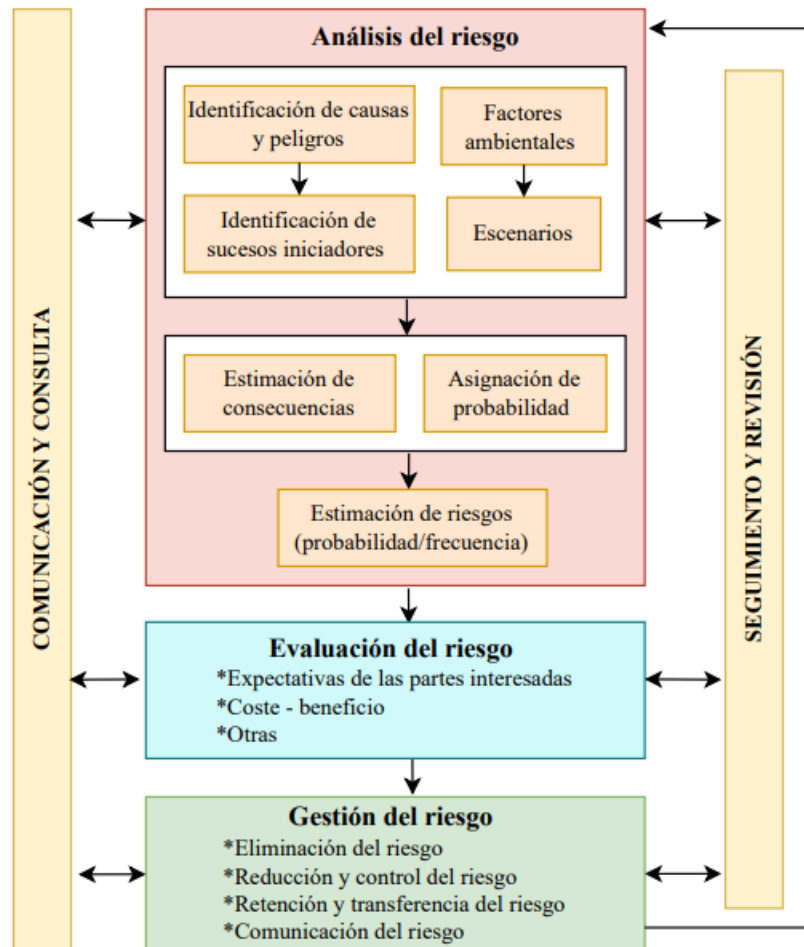 Análisis del riesgo
Identificación de causas
y peligros
Factores
ambientales
Identificación de
sucesos iniciadores
Escenarios
Estimación de
consecuencias
Asignación de
probabilidad
Estimación de riesgos
(probabilidad/frecuencia)
Evaluación del riesgo
*Expectativas de las partes interesadas
*Coste - beneficio
*Otras
Gestión del riesgo
*Eliminación del riesgo
*Reducción y control del riesgo
*Retención y transferencia del riesgo
*Comunicación del riesgo
COMUNICACIÓN Y CONSULTA
SEGUIMIENTO Y REVISIÓN